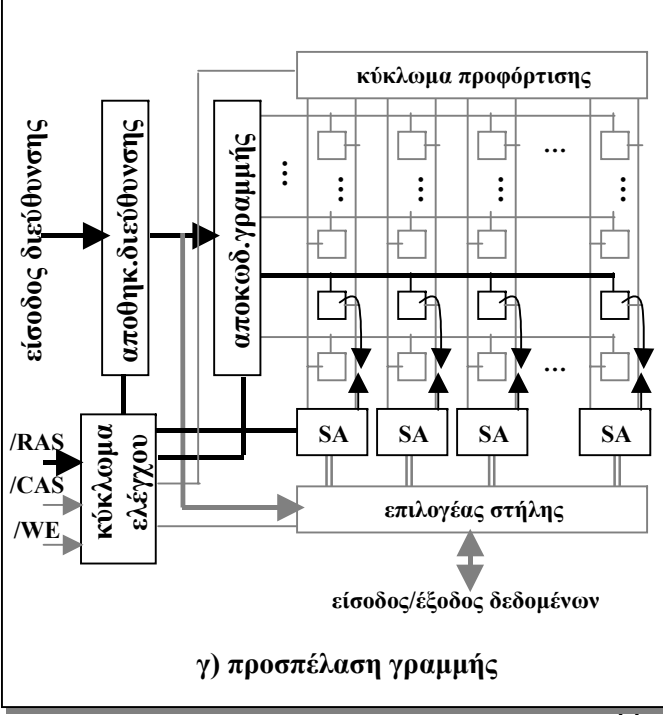 κύκλωμα προφόρτισης
είσοδος διεύθυνσης
αποθηκ.διεύθυνσης
αποκωδ.γραμμής
...
...
...
...
...
...
...
/RAS
/CAS
/WE
κύκλωμα
ελέγχου
SA
SA
SA
SA
επιλογέας στήλης
είσοδος/έξοδος δεδομένων
γ) προσπέλαση γραμμής